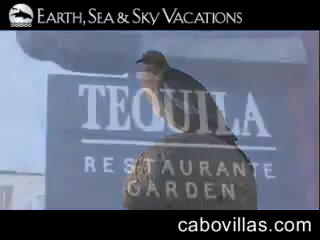 EARTH, SEA & SKY VACATIONS
TEQUILA
RESTAURANTE
GARDEN
cabovillas.com